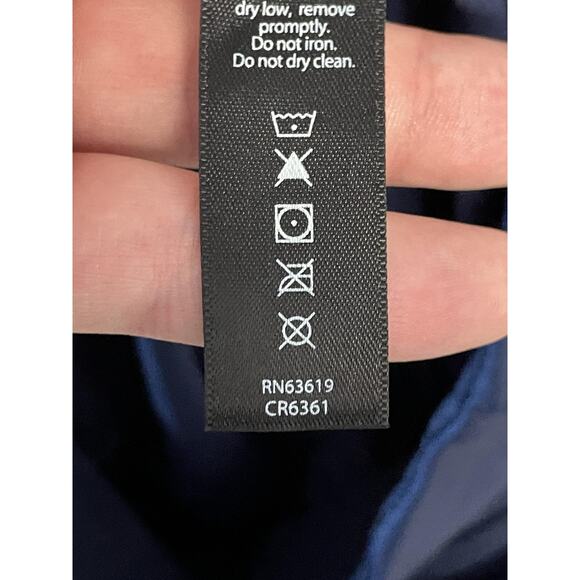 dry low, remove
promptly.
Do not iron.
Do not dry clean.
RN63619
CR6361